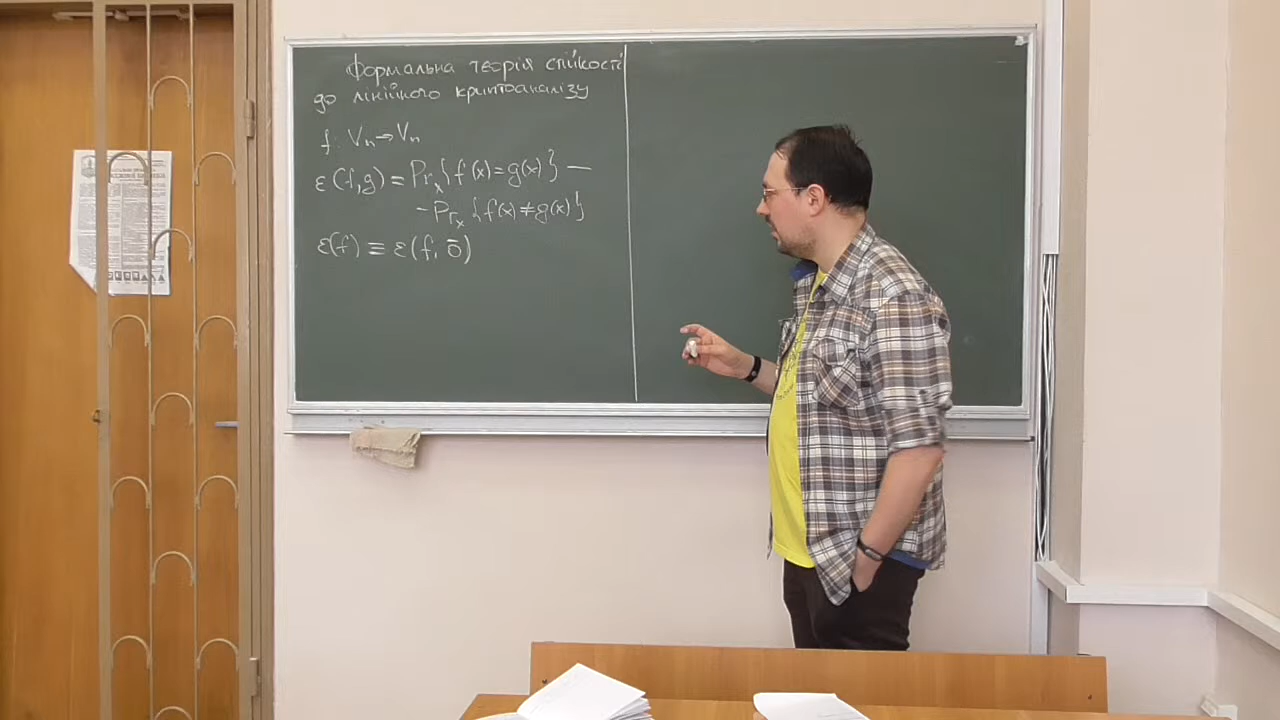 Формальна теорія стійкості
до лінійного криптоаналізу
f: Vₙ → Vₙ
ε(f,g) = Prₓ{f(x) = g(x)} −
− Prₓ{f(x) ≠ g(x)}
ε(f) ≡ ε(f, 0̄)